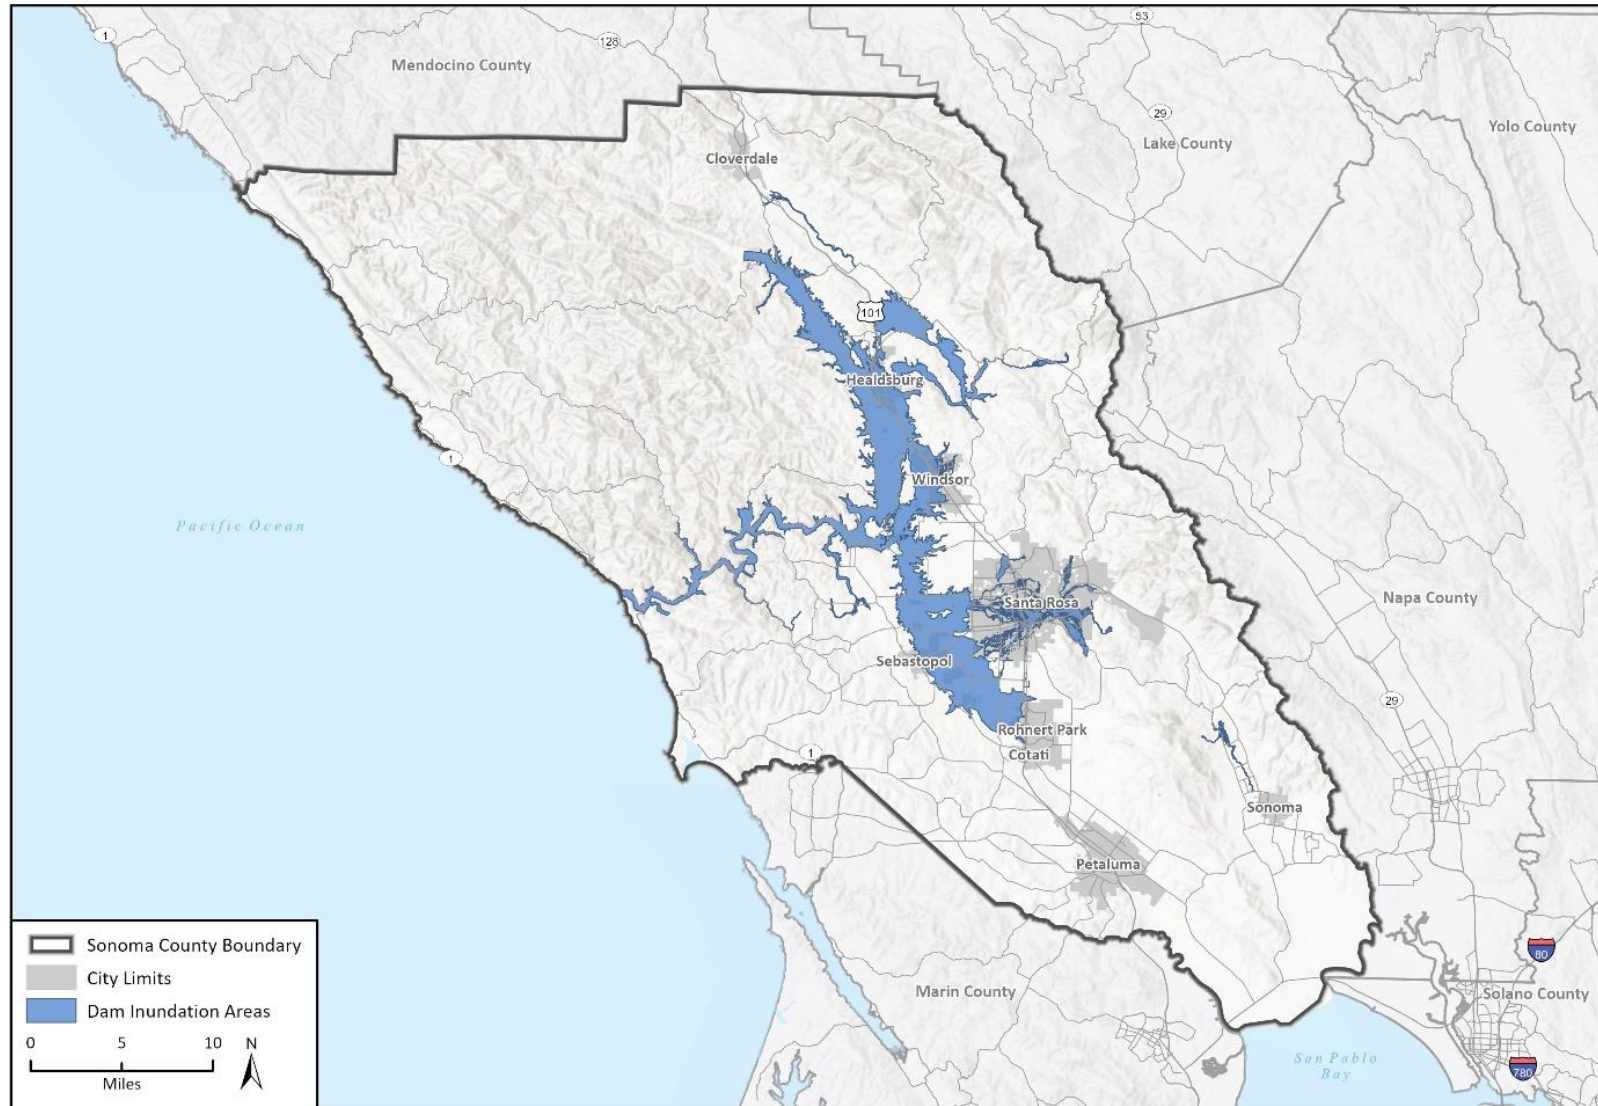 1
128
53
Mendocino County
29
Lake County
Yolo County
Cloverdale
101
Healdsburg
1
Windsor
Pacific Ocean
Santa Rosa
Napa County
Sebastopol
29
Rohnert Park
Cotati
1
Sonoma
Petaluma
Marin County
80
Solano County
San Pablo
Bay
780
Sonoma County Boundary
City Limits
Dam Inundation Areas
0 5 10 N
Miles